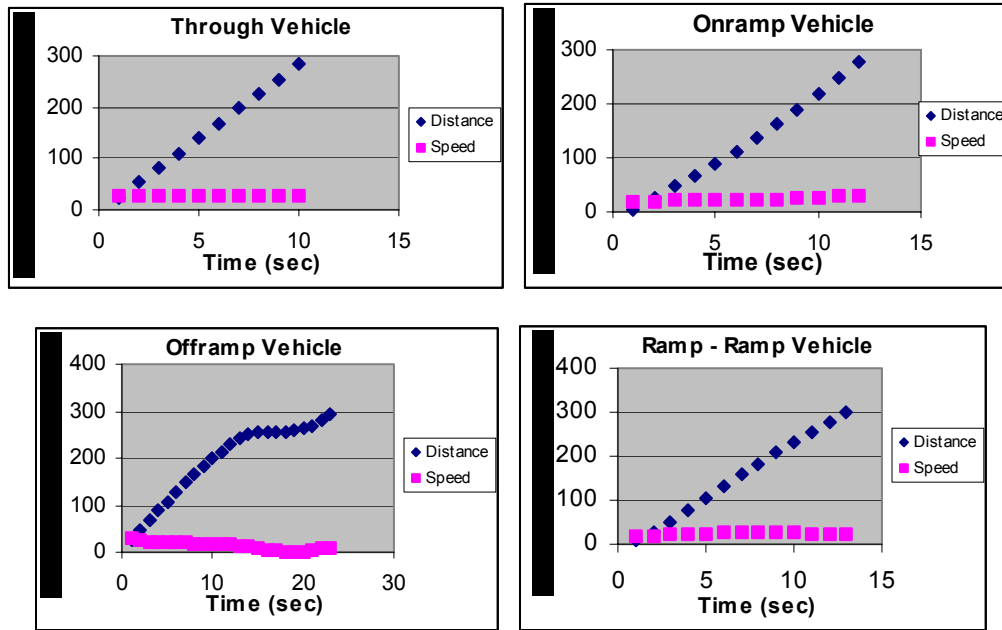 Through Vehicle
300
200
100
0
0 5 10 15
Time (sec)
Distance
Speed
Onramp Vehicle
300
200
100
0
0 5 10 15
Time (sec)
Distance
Speed
Offramp Vehicle
400
300
200
100
0
0 10 20 30
Time (sec)
Distance
Speed
Ramp - Ramp Vehicle
400
300
200
100
0
0 5 10 15
Time (sec)
Distance
Speed